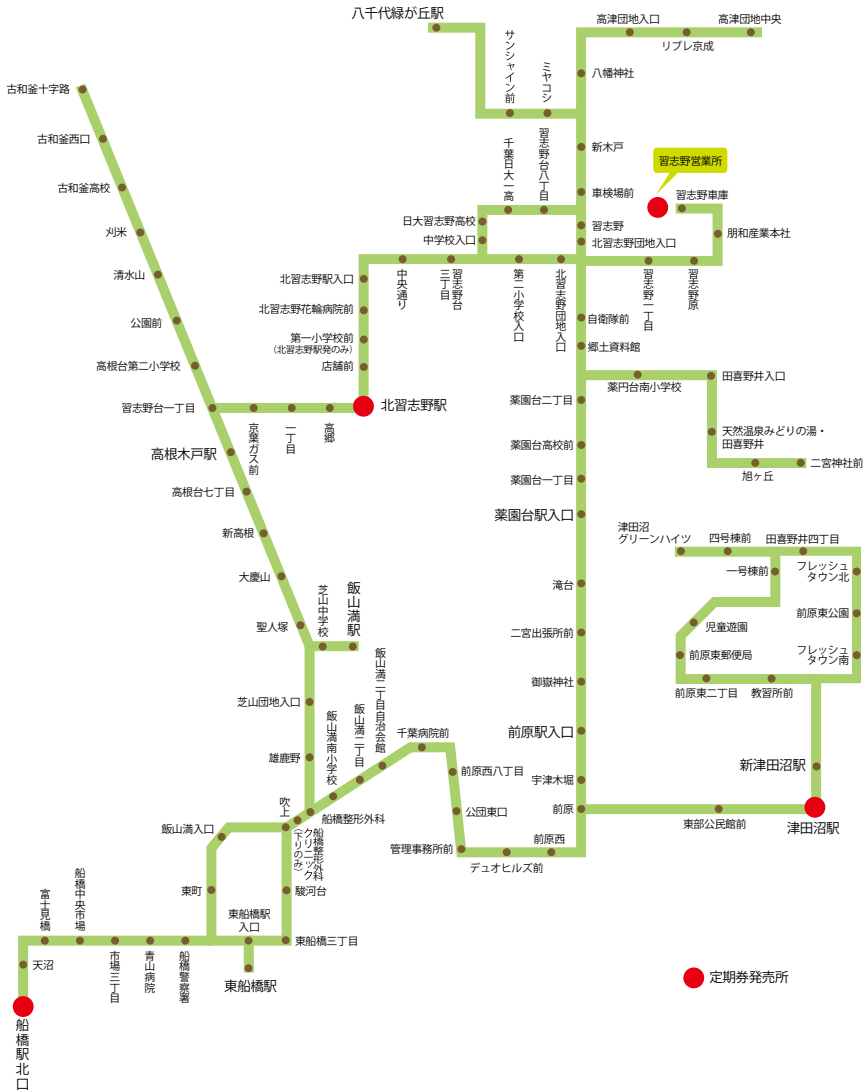 八千代緑が丘駅
高津団地入口
高津団地中央
リブレ京成
サンシャイン前
ミヤコシ
八幡神社
古和釜十字路
古和釜西口
古和釜高校
刈米
清水山
公園前
高根台第二小学校
習志野台一丁目
新木戸
習志野営業所
千葉日大一高
習志野台八丁目
車検場前
習志野車庫
日大習志野高校
中学校入口
習志野
北習志野団地入口
朋和産業本社
北習志野駅入口
北習志野花輪病院前
第一小学校前
(北習志野駅発のみ)
店舗前
北習志野駅
中央通り
習志野台
三丁目
第二小学校入口
北習志野団地入口
習志野一丁目
習志野原
自衛隊前
郷土資料館
京葉ガス前
一丁目
高郷
高根木戸駅
高根台七丁目
新高根
大慶山
聖人塚
薬円台南小学校
田喜野井入口
天然温泉みどりの湯・
田喜野井
旭ヶ丘
二宮神社前
薬園台二丁目
薬園台高校前
薬園台一丁目
薬園台駅入口
滝台
二宮出張所前
御嶽神社
前原駅入口
宇津木堀
前原
津田沼
グリーンハイツ
四号棟前
田喜野井四丁目
一号棟前
フレッシュ
タウン北
児童遊園
前原東公園
前原東郵便局
フレッシュ
タウン南
前原東二丁目
教習所前
新津田沼駅
津田沼駅
東部公民館前
芝山中学校
飯山満駅
芝山団地入口
雄鹿野
飯山満南小学校
飯山満二丁目
飯山満二丁目自治会館
千葉病院前
前原西八丁目
公団東口
管理事務所前
デュオヒルズ前
前原西
吹上
船橋整形外科
船橋整形外科
クリニック
(下りのみ)
飯山満入口
東町
駿河台
東船橋駅
入口
東船橋三丁目
東船橋駅
富士見橋
船橋中央市場
市場三丁目
青山病院
船橋警察署
天沼
船橋駅北口
定期券発売所